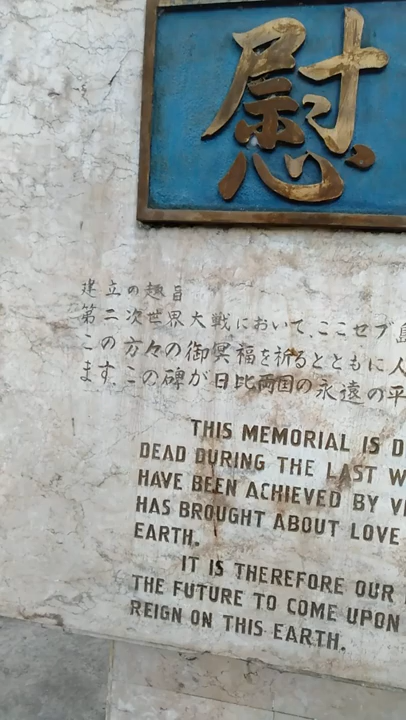 慰
建立の趣旨
第二次世界大戦において、ここセブ島
この方々の御冥福を祈るとともに人
ます。この碑が日比両国の永遠の平
THIS MEMORIAL IS D
DEAD DURING THE LAST W
HAVE BEEN ACHIEVED BY VI
HAS BROUGHT ABOUT LOVE
EARTH.
IT IS THEREFORE OUR
THE FUTURE TO COME UPON
REIGN ON THIS EARTH.